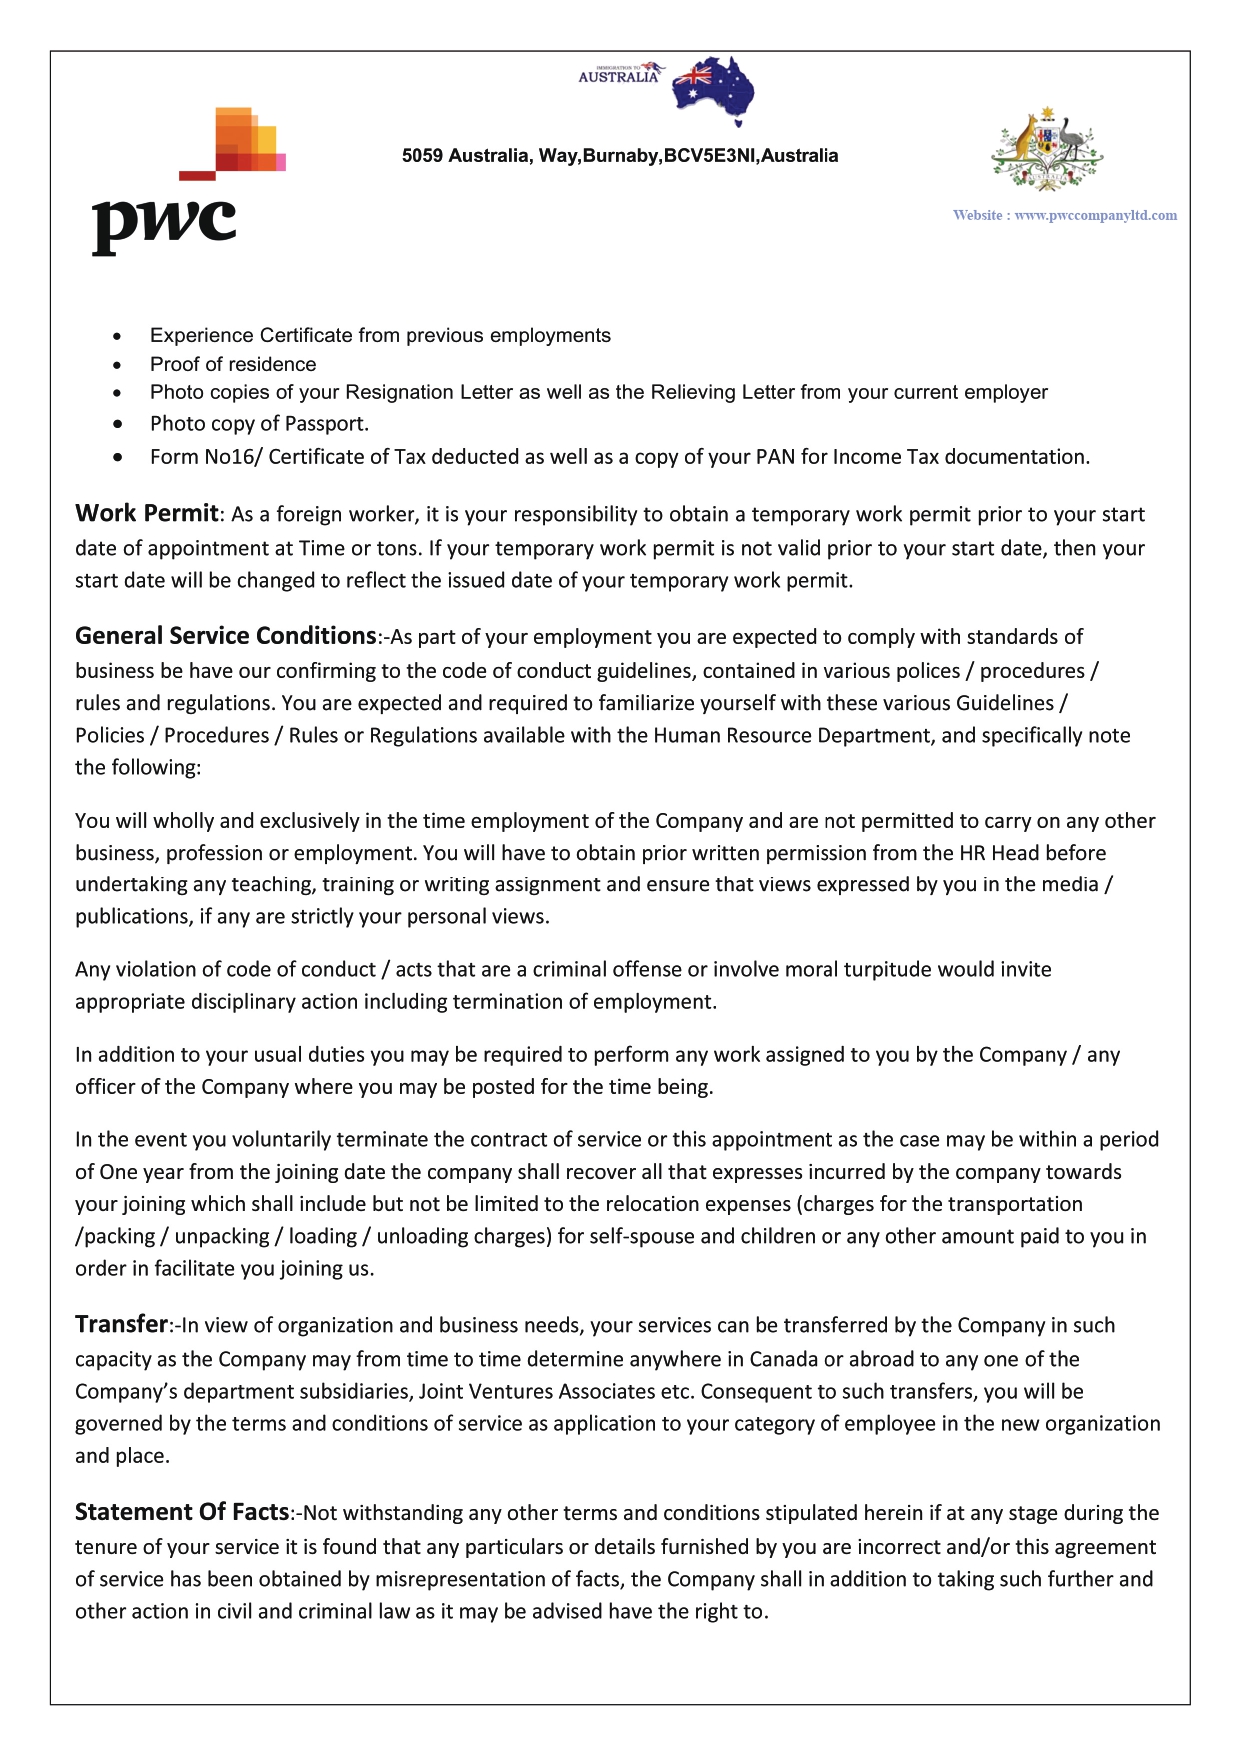 IMMIGRATION TO
AUSTRALIA
5059 Australia, Way,Burnaby,BCV5E3NI,Australia
pwc
AUSTRALIA
Website : www.pwccompanyltd.com
• Experience Certificate from previous employments
• Proof of residence
• Photo copies of your Resignation Letter as well as the Relieving Letter from your current employer
• Photo copy of Passport.
• Form No16/ Certificate of Tax deducted as well as a copy of your PAN for Income Tax documentation.
Work Permit: As a foreign worker, it is your responsibility to obtain a temporary work permit prior to your start
date of appointment at Time or tons. If your temporary work permit is not valid prior to your start date, then your
start date will be changed to reflect the issued date of your temporary work permit.
General Service Conditions:-As part of your employment you are expected to comply with standards of
business be have our confirming to the code of conduct guidelines, contained in various polices / procedures /
rules and regulations. You are expected and required to familiarize yourself with these various Guidelines /
Policies / Procedures / Rules or Regulations available with the Human Resource Department, and specifically note
the following:
You will wholly and exclusively in the time employment of the Company and are not permitted to carry on any other
business, profession or employment. You will have to obtain prior written permission from the HR Head before
undertaking any teaching, training or writing assignment and ensure that views expressed by you in the media /
publications, if any are strictly your personal views.
Any violation of code of conduct / acts that are a criminal offense or involve moral turpitude would invite
appropriate disciplinary action including termination of employment.
In addition to your usual duties you may be required to perform any work assigned to you by the Company / any
officer of the Company where you may be posted for the time being.
In the event you voluntarily terminate the contract of service or this appointment as the case may be within a period
of One year from the joining date the company shall recover all that expresses incurred by the company towards
your joining which shall include but not be limited to the relocation expenses (charges for the transportation
/packing / unpacking / loading / unloading charges) for self-spouse and children or any other amount paid to you in
order in facilitate you joining us.
Transfer:-In view of organization and business needs, your services can be transferred by the Company in such
capacity as the Company may from time to time determine anywhere in Canada or abroad to any one of the
Company’s department subsidiaries, Joint Ventures Associates etc. Consequent to such transfers, you will be
governed by the terms and conditions of service as application to your category of employee in the new organization
and place.
Statement Of Facts:-Not withstanding any other terms and conditions stipulated herein if at any stage during the
tenure of your service it is found that any particulars or details furnished by you are incorrect and/or this agreement
of service has been obtained by misrepresentation of facts, the Company shall in addition to taking such further and
other action in civil and criminal law as it may be advised have the right to.